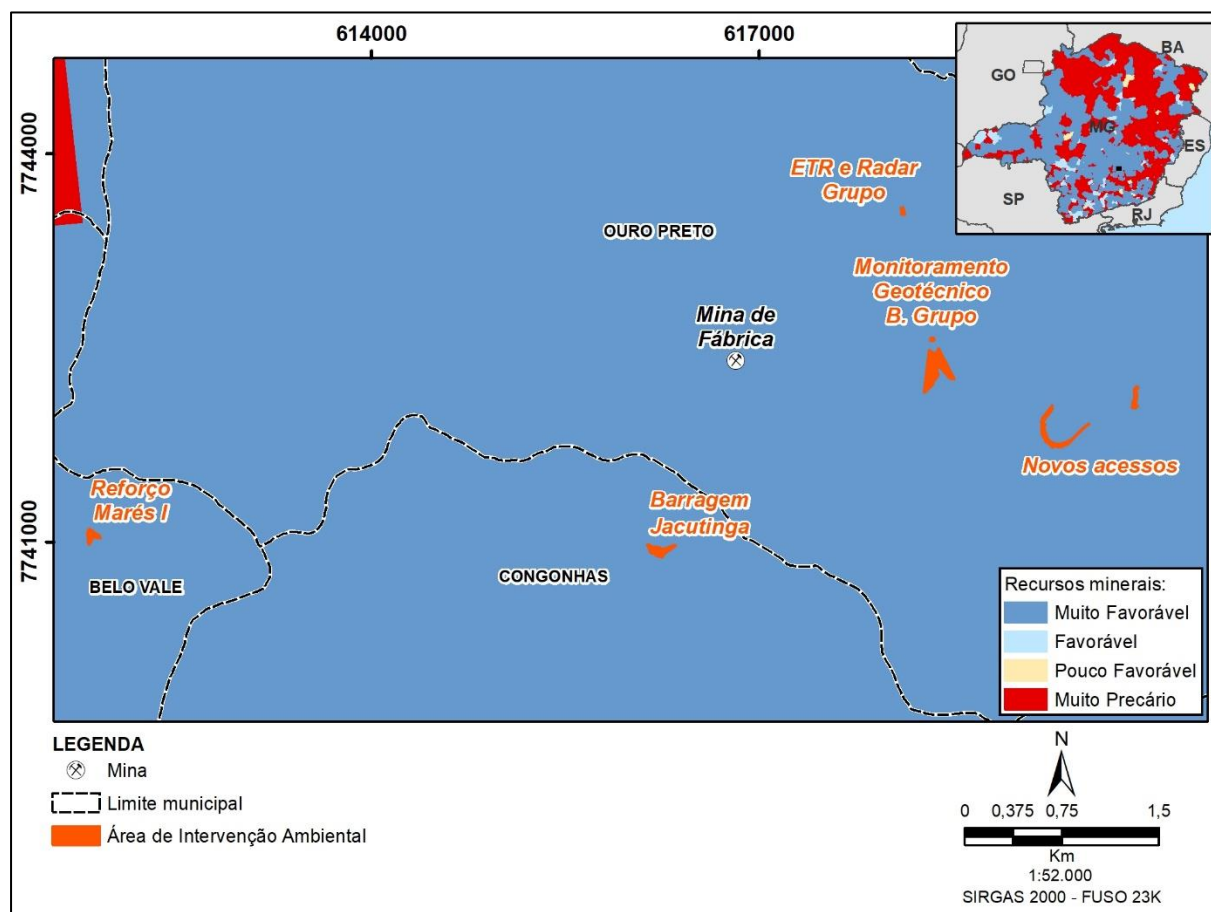 614000
617000
7744000
7741000
BA
GO
MG
ES
SP
RJ
ETR e Radar
Grupo
OURO PRETO
Monitoramento
Geotécnico
B. Grupo
Mina de
Fábrica
Novos acessos
Reforço
Marés I
Barragem
Jacutinga
BELO VALE
CONGONHAS
Recursos minerais:
Muito Favorável
Favorável
Pouco Favorável
Muito Precário
LEGENDA
Mina
Limite municipal
Área de Intervenção Ambiental
N
0 0,375 0,75 1,5
Km
1:52.000
SIRGAS 2000 - FUSO 23K